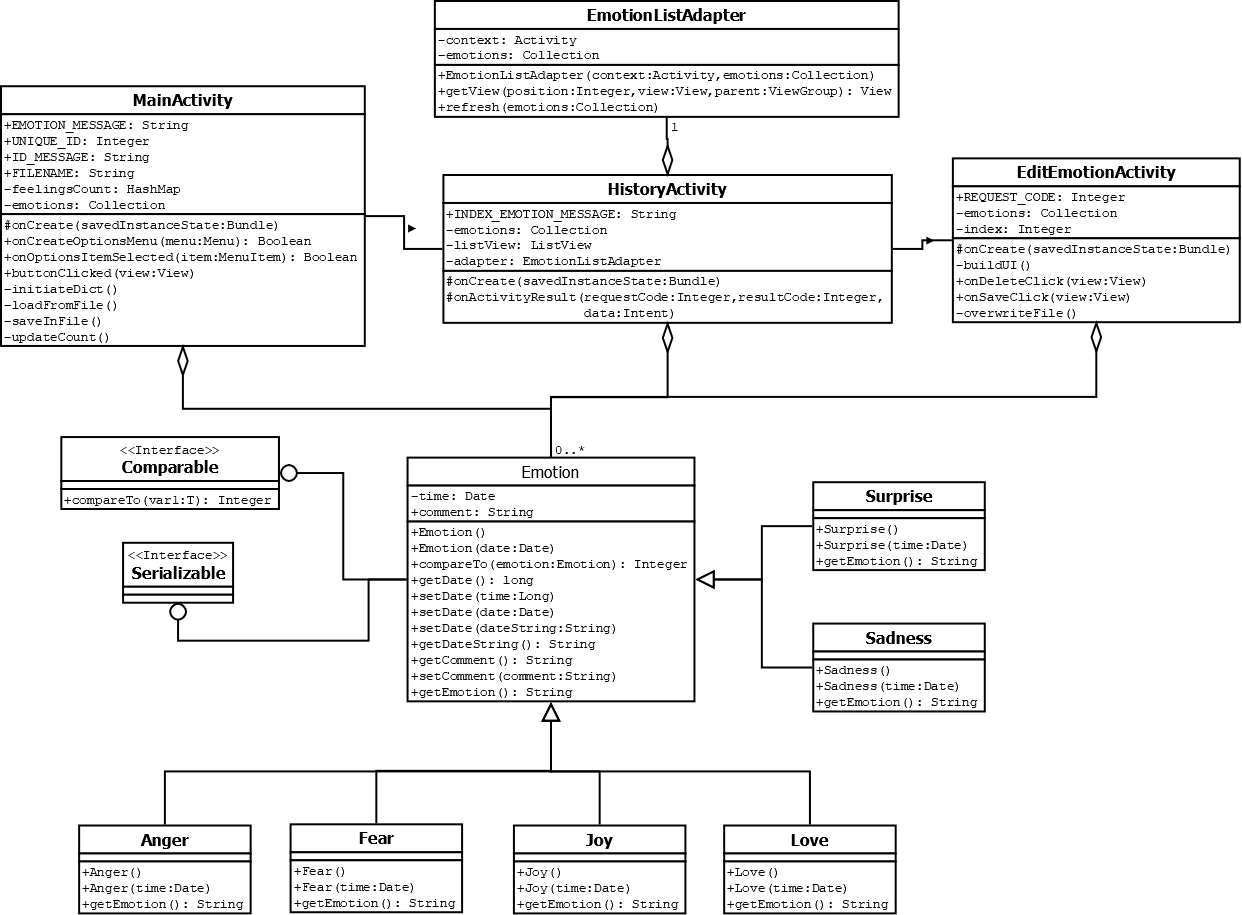 EmotionListAdapter
-context: Activity
-emotions: Collection
+EmotionListAdapter(context:Activity,emotions:Collection)
+getView(position:Integer,view:View,parent:ViewGroup): View
+refresh(emotions:Collection)
1
MainActivity
+EMOTION_MESSAGE: String
+UNIQUE_ID: Integer
+ID_MESSAGE: String
+FILENAME: String
-feelingsCount: HashMap
-emotions: Collection
#onCreate(savedInstanceState:Bundle)
+onCreateOptionsMenu(menu:Menu): Boolean
+onOptionsItemSelected(item:MenuItem): Boolean
+buttonClicked(view:View)
-initiateDict()
-loadFromFile()
-saveInFile()
-updateCount()
HistoryActivity
+INDEX_EMOTION_MESSAGE: String
-emotions: Collection
-listView: ListView
-adapter: EmotionListAdapter
#onCreate(savedInstanceState:Bundle)
#onActivityResult(requestCode:Integer,resultCode:Integer,
data:Intent)
EditEmotionActivity
+REQUEST_CODE: Integer
-emotions: Collection
-index: Integer
#onCreate(savedInstanceState:Bundle)
-buildUI()
+onDeleteClick(view:View)
+onSaveClick(view:View)
-overwriteFile()
0..*
<<Interface>>
Comparable
+compareTo(var1:T): Integer
<<Interface>>
Serializable
Emotion
-time: Date
+comment: String
+Emotion()
+Emotion(date:Date)
+compareTo(emotion:Emotion): Integer
+getDate(): long
+setDate(time:Long)
+setDate(date:Date)
+setDate(dateString:String)
+getDateString(): String
+getComment(): String
+setComment(comment:String)
+getEmotion(): String
Surprise
+Surprise()
+Surprise(time:Date)
+getEmotion(): String
Sadness
+Sadness()
+Sadness(time:Date)
+getEmotion(): String
Anger
+Anger()
+Anger(time:Date)
+getEmotion(): String
Fear
+Fear()
+Fear(time:Date)
+getEmotion(): String
Joy
+Joy()
+Joy(time:Date)
+getEmotion(): String
Love
+Love()
+Love(time:Date)
+getEmotion(): String